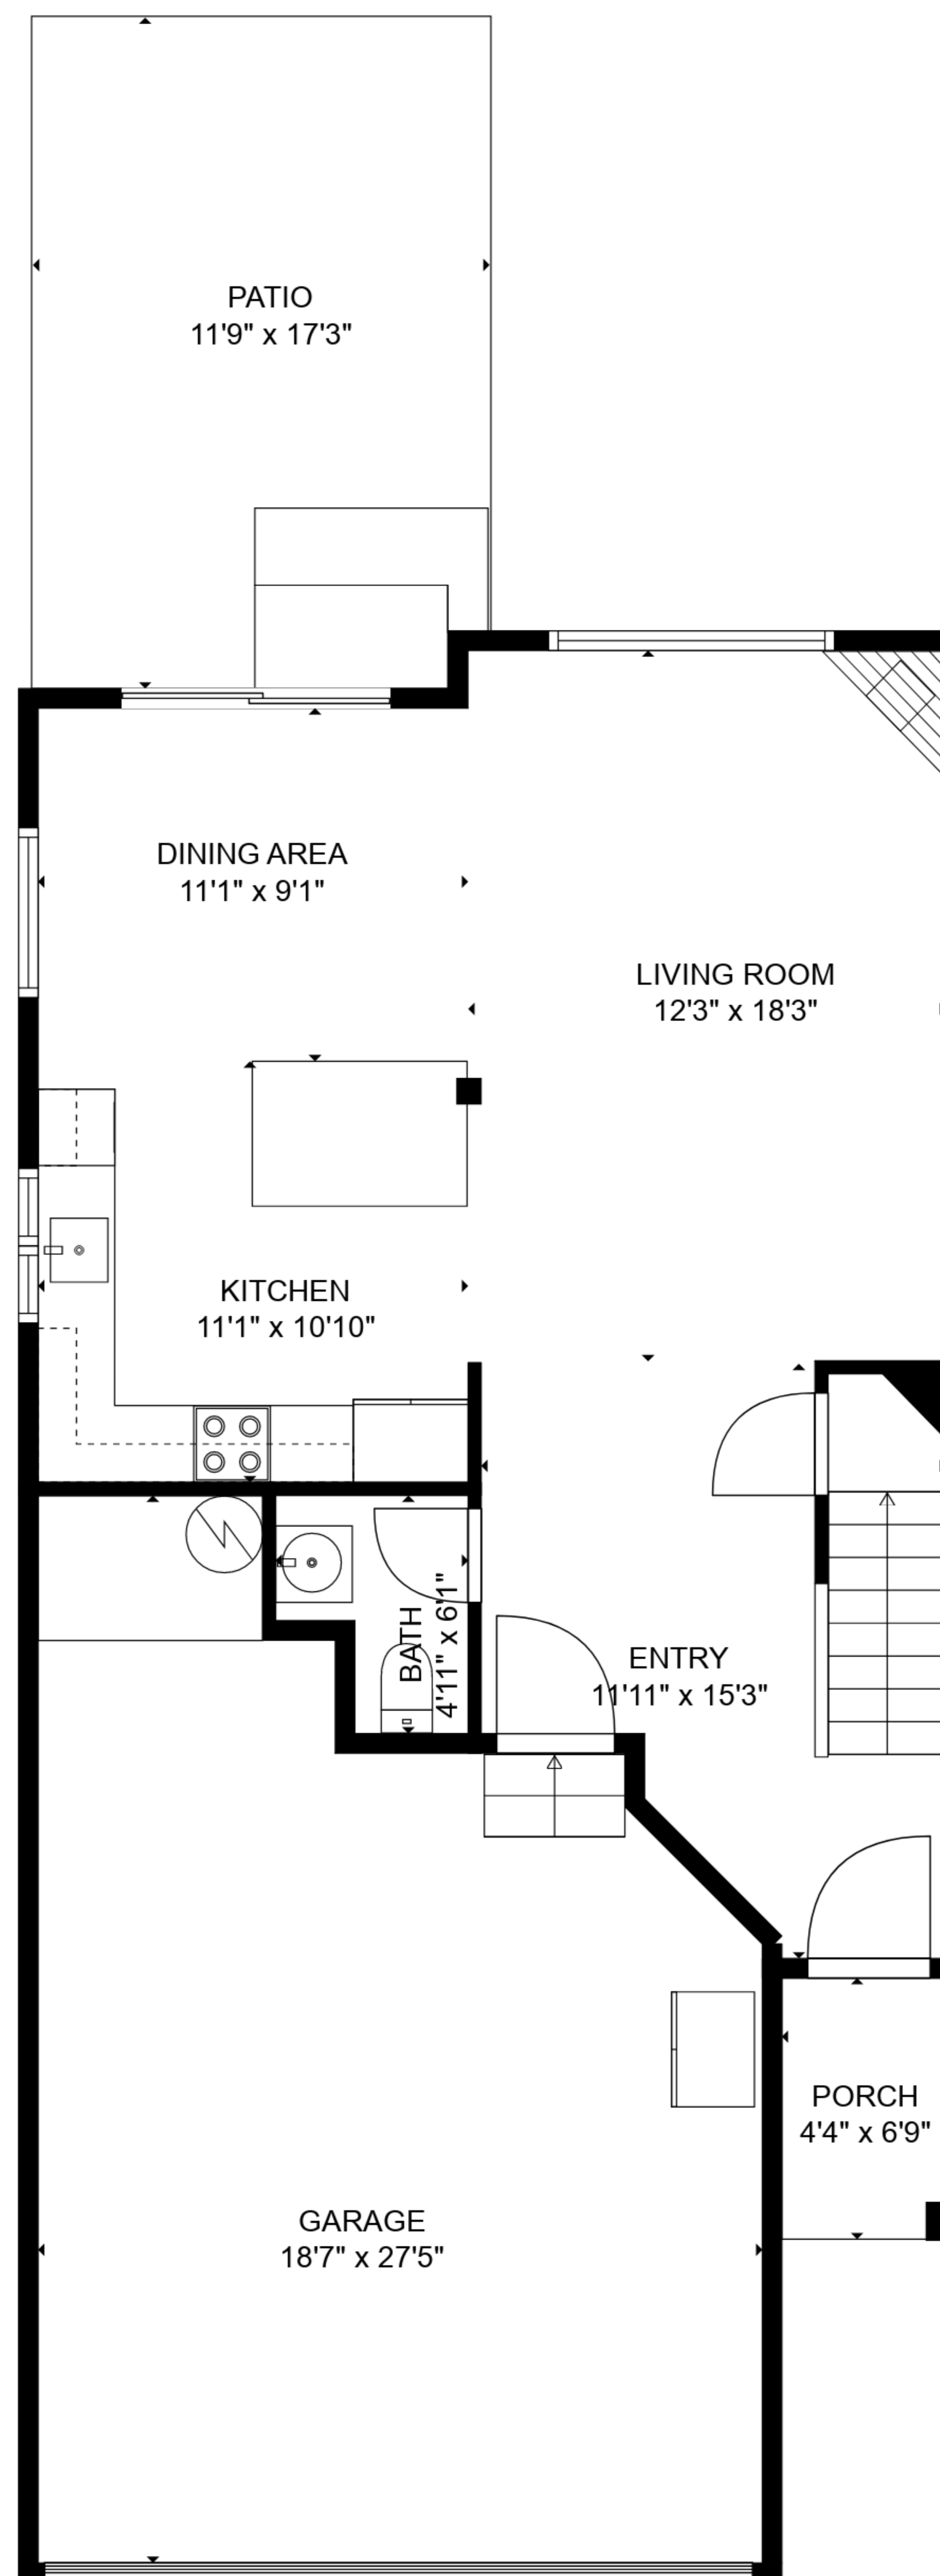 PATIO
11'9" x 17'3"
DINING AREA
11'1" x 9'1"
LIVING ROOM
12'3" x 18'3"
KITCHEN
11'1" x 10'10"
BATH
4'11" x 6'1"
ENTRY
11'11" x 15'3"
PORCH
4'4" x 6'9"
GARAGE
18'7" x 27'5"